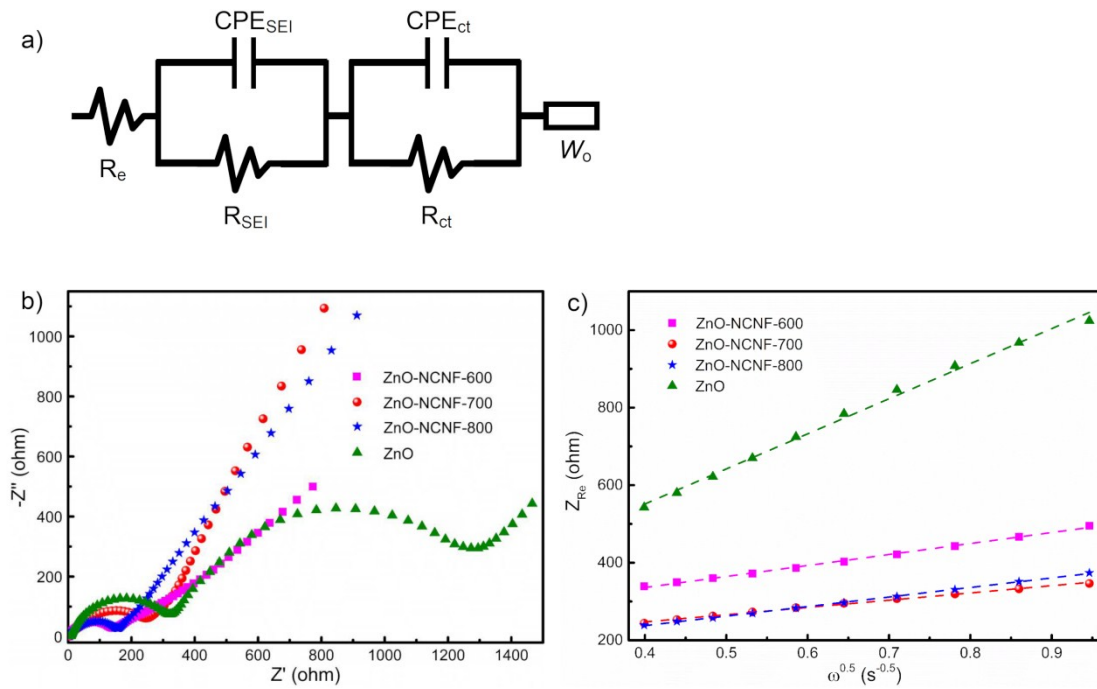 a)
CPE_SEI
CPE_ct
R_e
R_SEI
R_ct
W_o
b)
1000
800
600
400
200
0
-Z'' (ohm)
ZnO-NCNF-600
ZnO-NCNF-700
ZnO-NCNF-800
ZnO
0 200 400 600 800 1000 1200 1400
Z' (ohm)
c)
1000
800
600
400
200
Z_Re (ohm)
ZnO-NCNF-600
ZnO-NCNF-700
ZnO-NCNF-800
ZnO
0.4 0.5 0.6 0.7 0.8 0.9
ω^0.5 (s^-0.5)